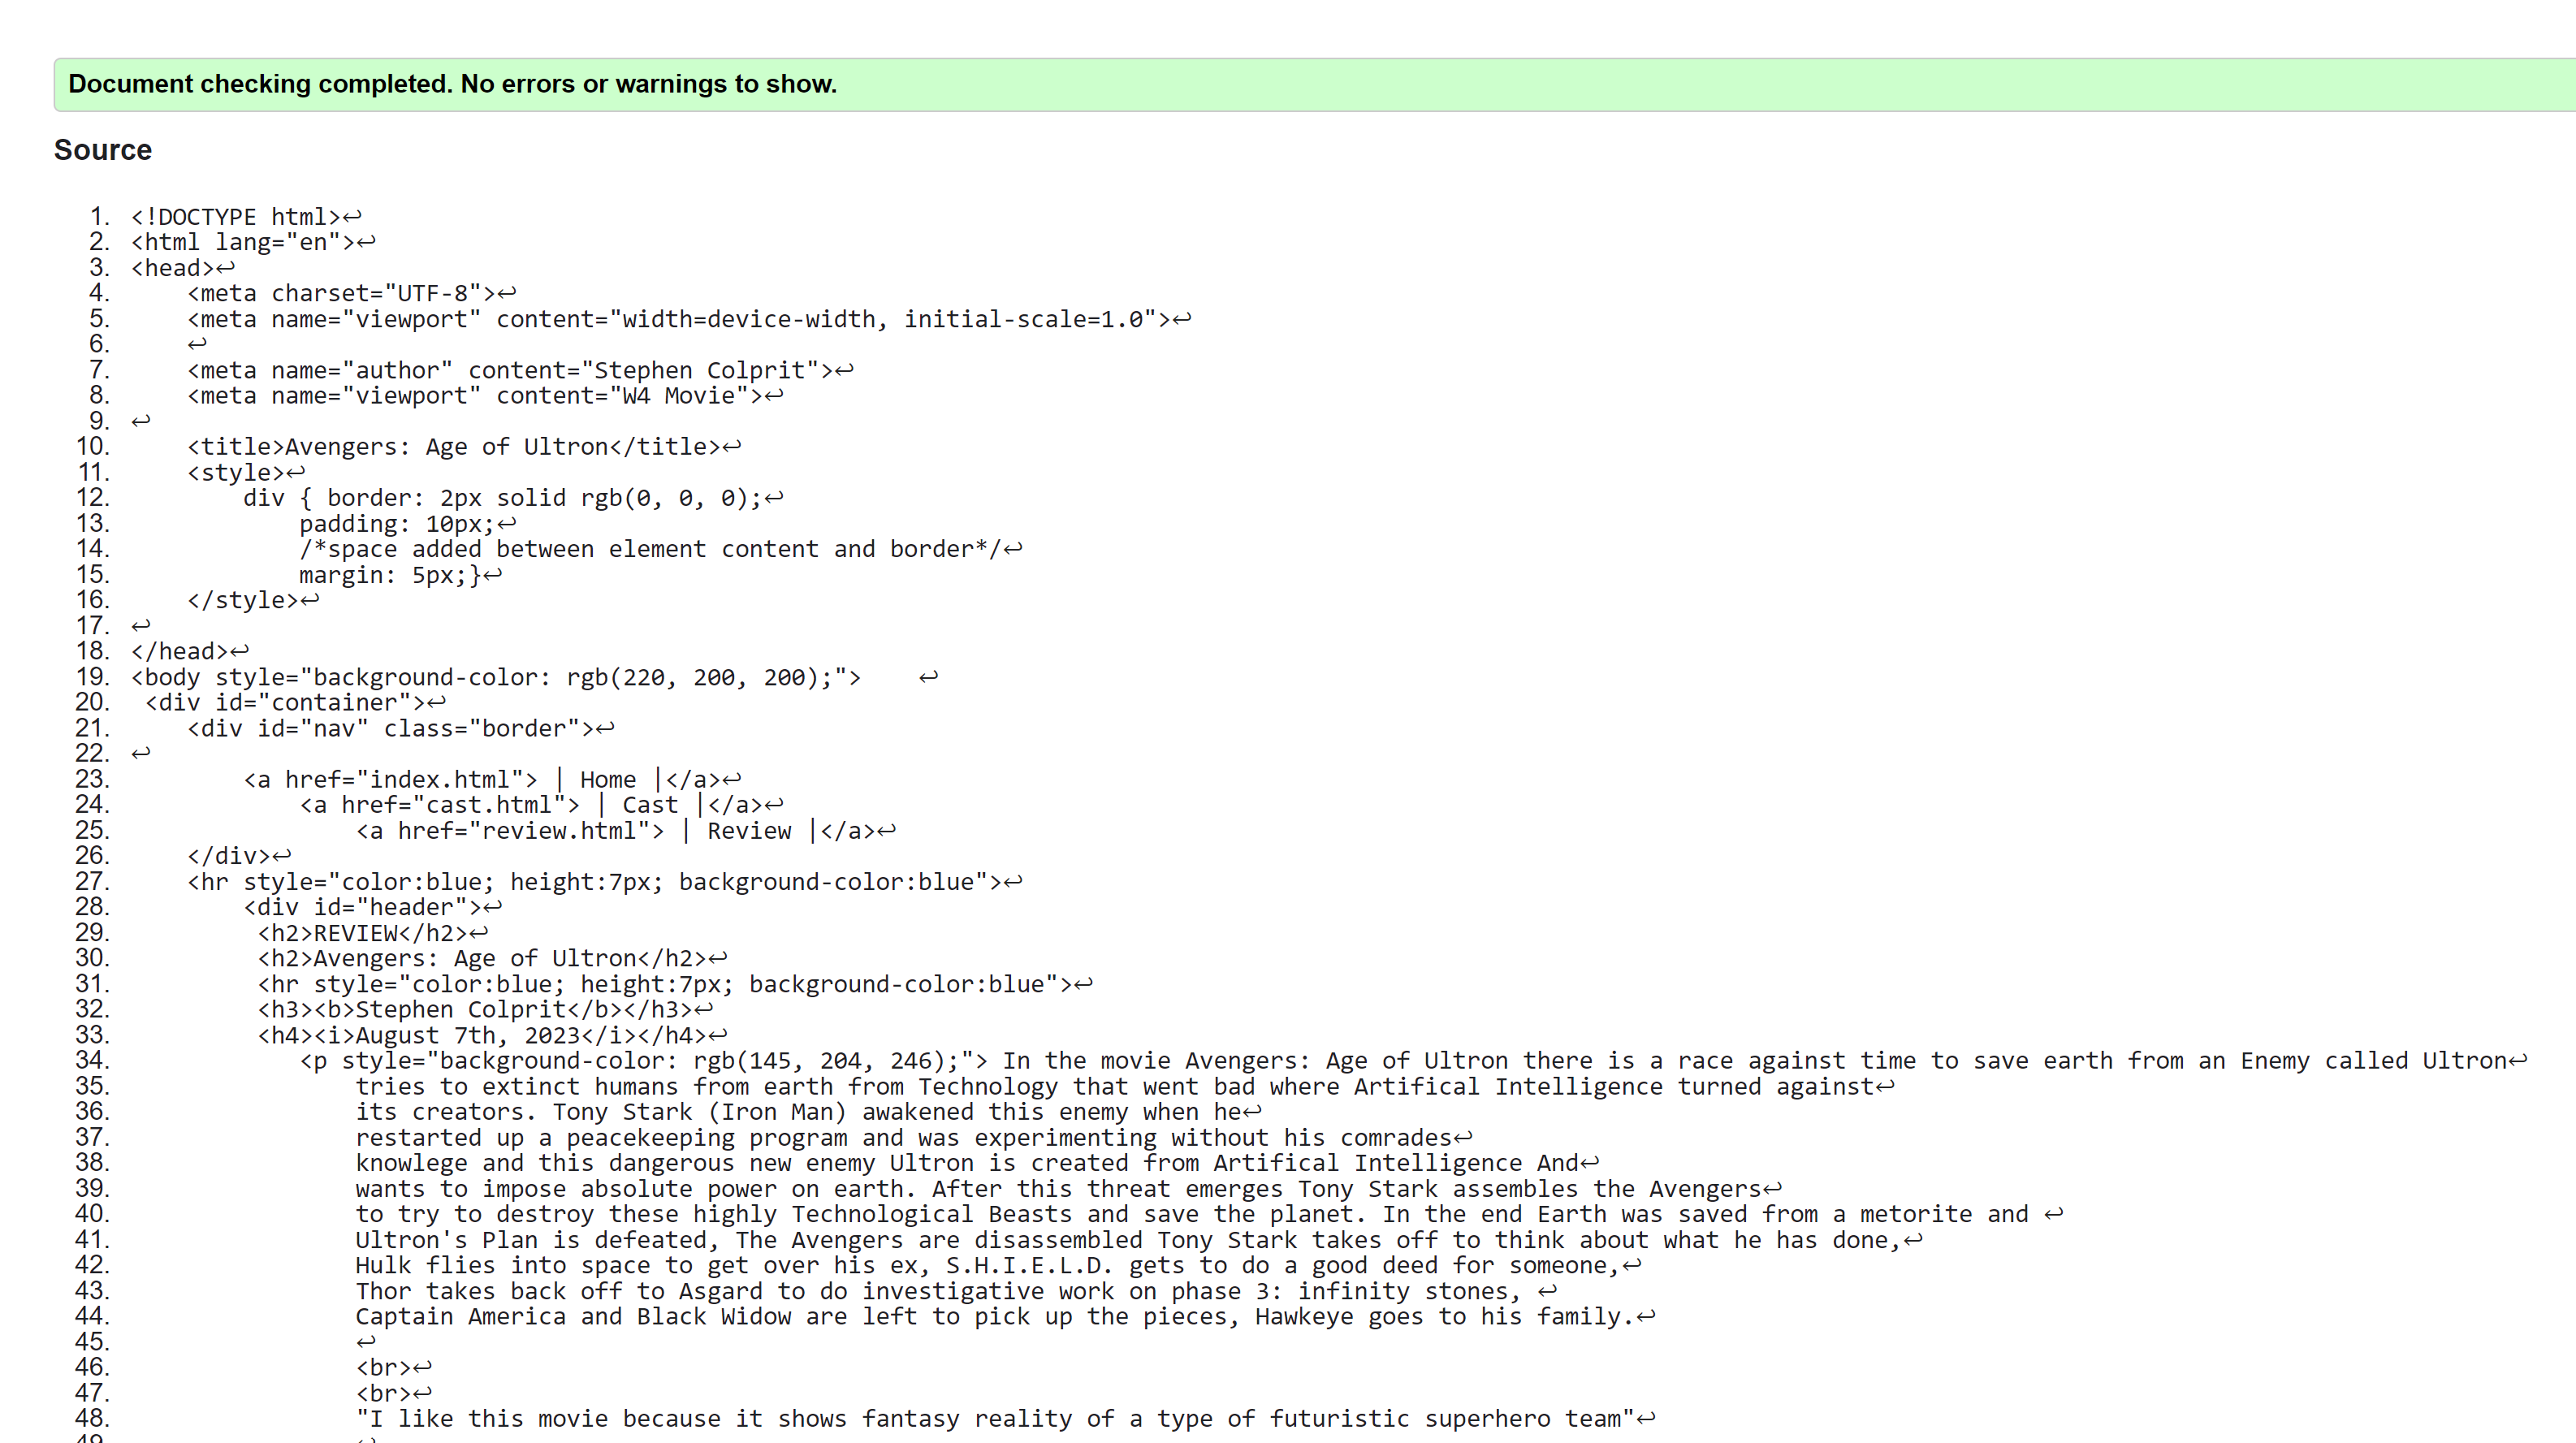 Document checking completed. No errors or warnings to show.
Source
1. <!DOCTYPE html>↩
2. <html lang="en">↩
3. <head>↩
4.     <meta charset="UTF-8">↩
5.     <meta name="viewport" content="width=device-width, initial-scale=1.0">↩
6.     ↩
7.     <meta name="author" content="Stephen Colprit">↩
8.     <meta name="viewport" content="W4 Movie">↩
9. ↩
10.     <title>Avengers: Age of Ultron</title>↩
11.     <style>↩
12.         div { border: 2px solid rgb(0, 0, 0);↩
13.             padding: 10px;↩
14.             /*space added between element content and border*/↩
15.             margin: 5px;}↩
16.     </style>↩
17. ↩
18. </head>↩
19. <body style="background-color: rgb(220, 200, 200);">    ↩
20.  <div id="container">↩
21.     <div id="nav" class="border">↩
22. ↩
23.         <a href="index.html"> | Home |</a>↩
24.             <a href="cast.html"> | Cast |</a>↩
25.                 <a href="review.html"> | Review |</a>↩
26.     </div>↩
27.     <hr style="color:blue; height:7px; background-color:blue">↩
28.         <div id="header">↩
29.          <h2>REVIEW</h2>↩
30.          <h2>Avengers: Age of Ultron</h2>↩
31.          <hr style="color:blue; height:7px; background-color:blue">↩
32.          <h3><b>Stephen Colprit</b></h3>↩
33.          <h4><i>August 7th, 2023</i></h4>↩
34.             <p style="background-color: rgb(145, 204, 246);"> In the movie Avengers: Age of Ultron there is a race against time to save earth from an Enemy called Ultron↩
35.                 tries to extinct humans from earth from Technology that went bad where Artifical Intelligence turned against↩
36.                 its creators. Tony Stark (Iron Man) awakened this enemy when he↩
37.                 restarted up a peacekeeping program and was experimenting without his comrades↩
38.                 knowlege and this dangerous new enemy Ultron is created from Artifical Intelligence And↩
39.                 wants to impose absolute power on earth. After this threat emerges Tony Stark assembles the Avengers↩
40.                 to try to destroy these highly Technological Beasts and save the planet. In the end Earth was saved from a metorite and ↩
41.                 Ultron's Plan is defeated, The Avengers are disassembled Tony Stark takes off to think about what he has done,↩
42.                 Hulk flies into space to get over his ex, S.H.I.E.L.D. gets to do a good deed for someone,↩
43.                 Thor takes back off to Asgard to do investigative work on phase 3: infinity stones, ↩
44.                 Captain America and Black Widow are left to pick up the pieces, Hawkeye goes to his family.↩
45.                 ↩
46.                 <br>↩
47.                 <br>↩
48.                 "I like this movie because it shows fantasy reality of a type of futuristic superhero team"↩
49.                 ↩